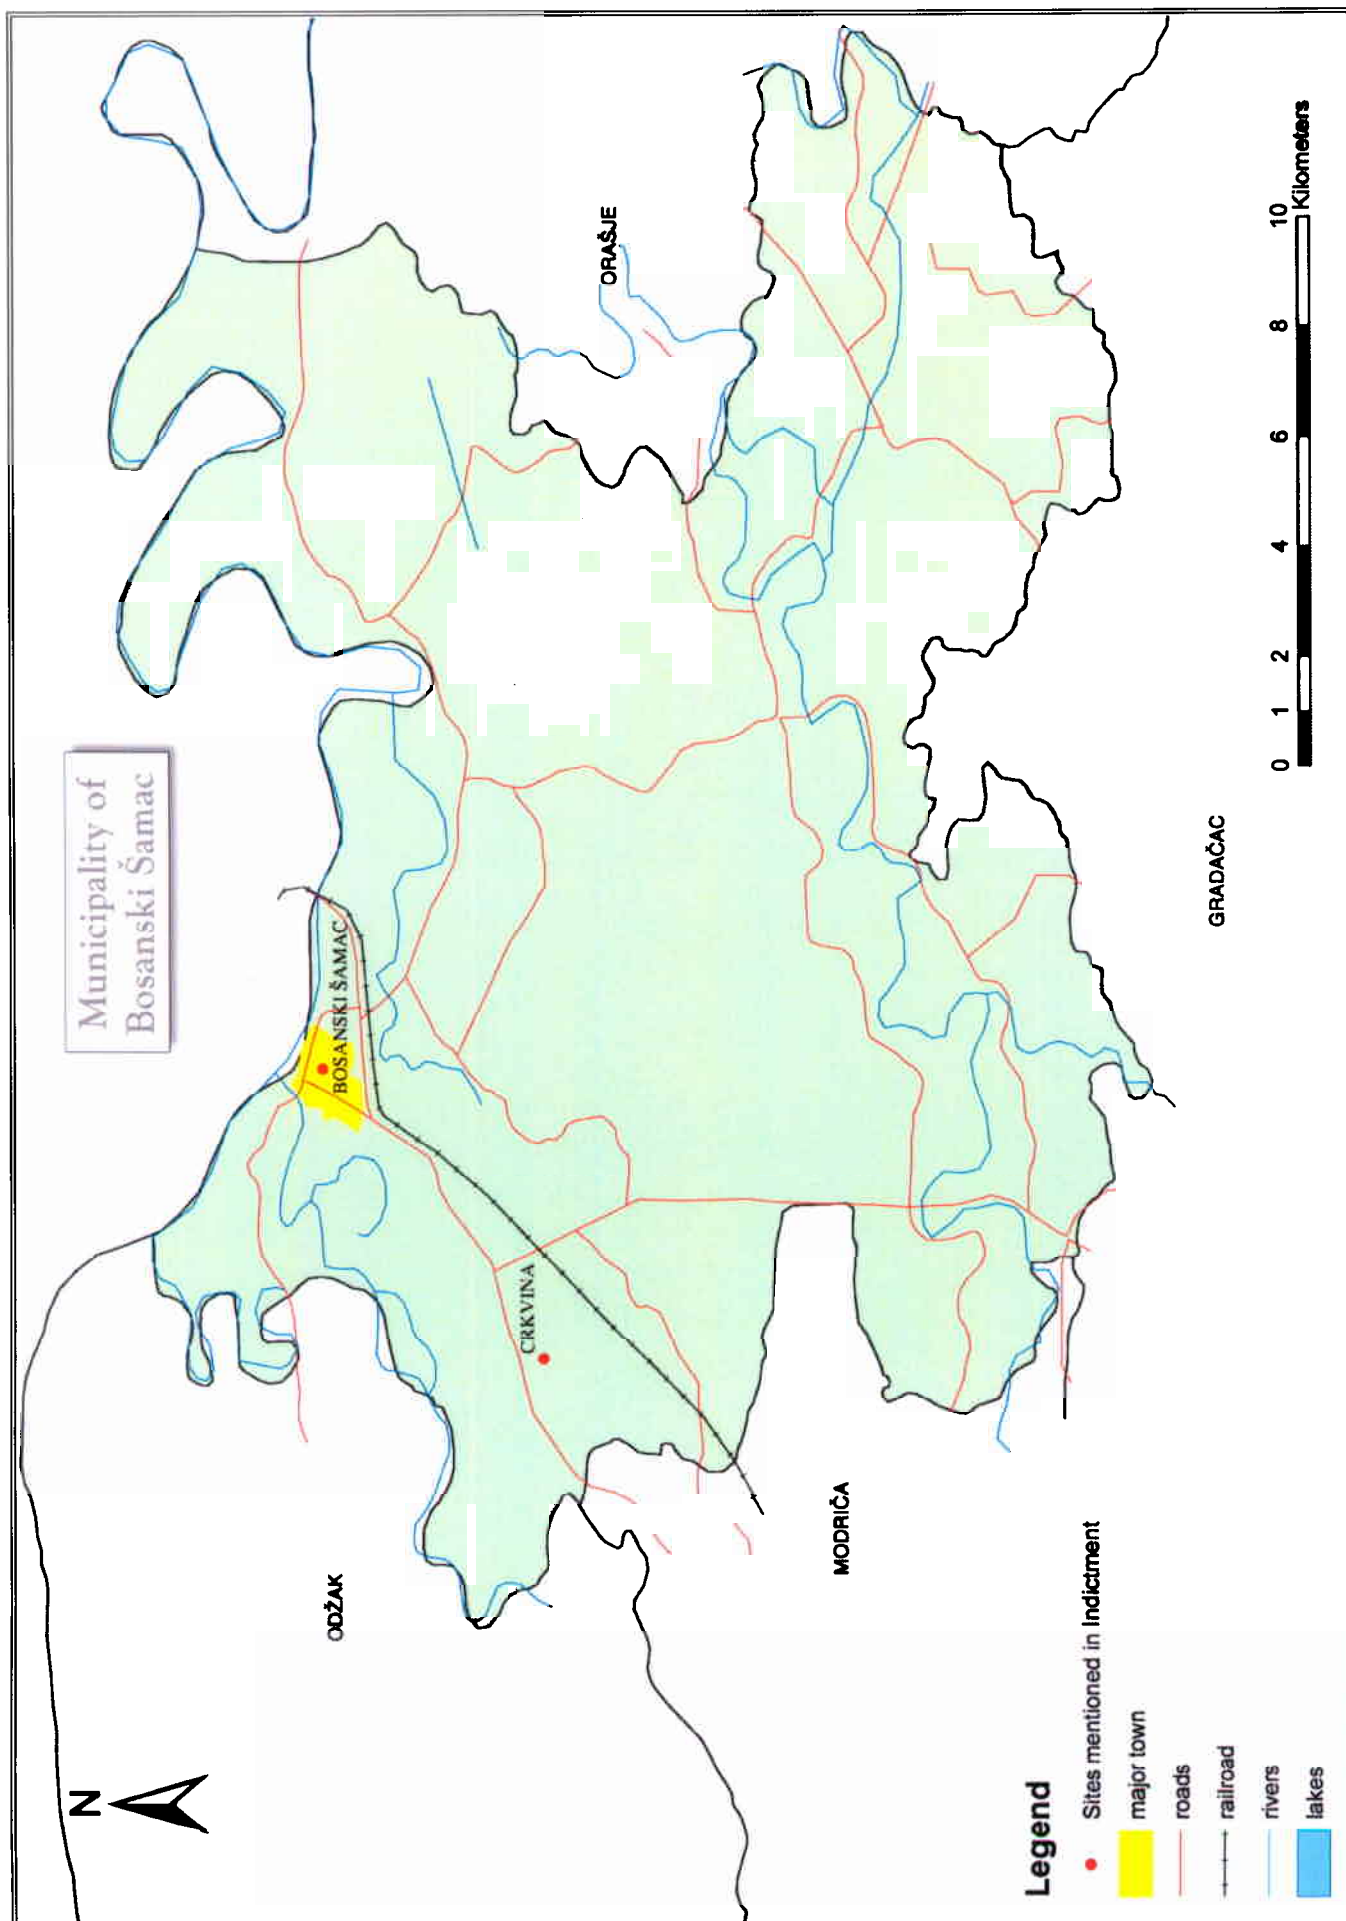 Municipality of
Bosanski Šamac
N
ORAŠJE
BOSANSKI ŠAMAC
CRKVINA
ODŽAK
MODRIČA
GRADAČAC
Legend
Sites mentioned in Indictment
major town
roads
railroad
rivers
lakes
0 1 2 4 6 8 10
Kilometers